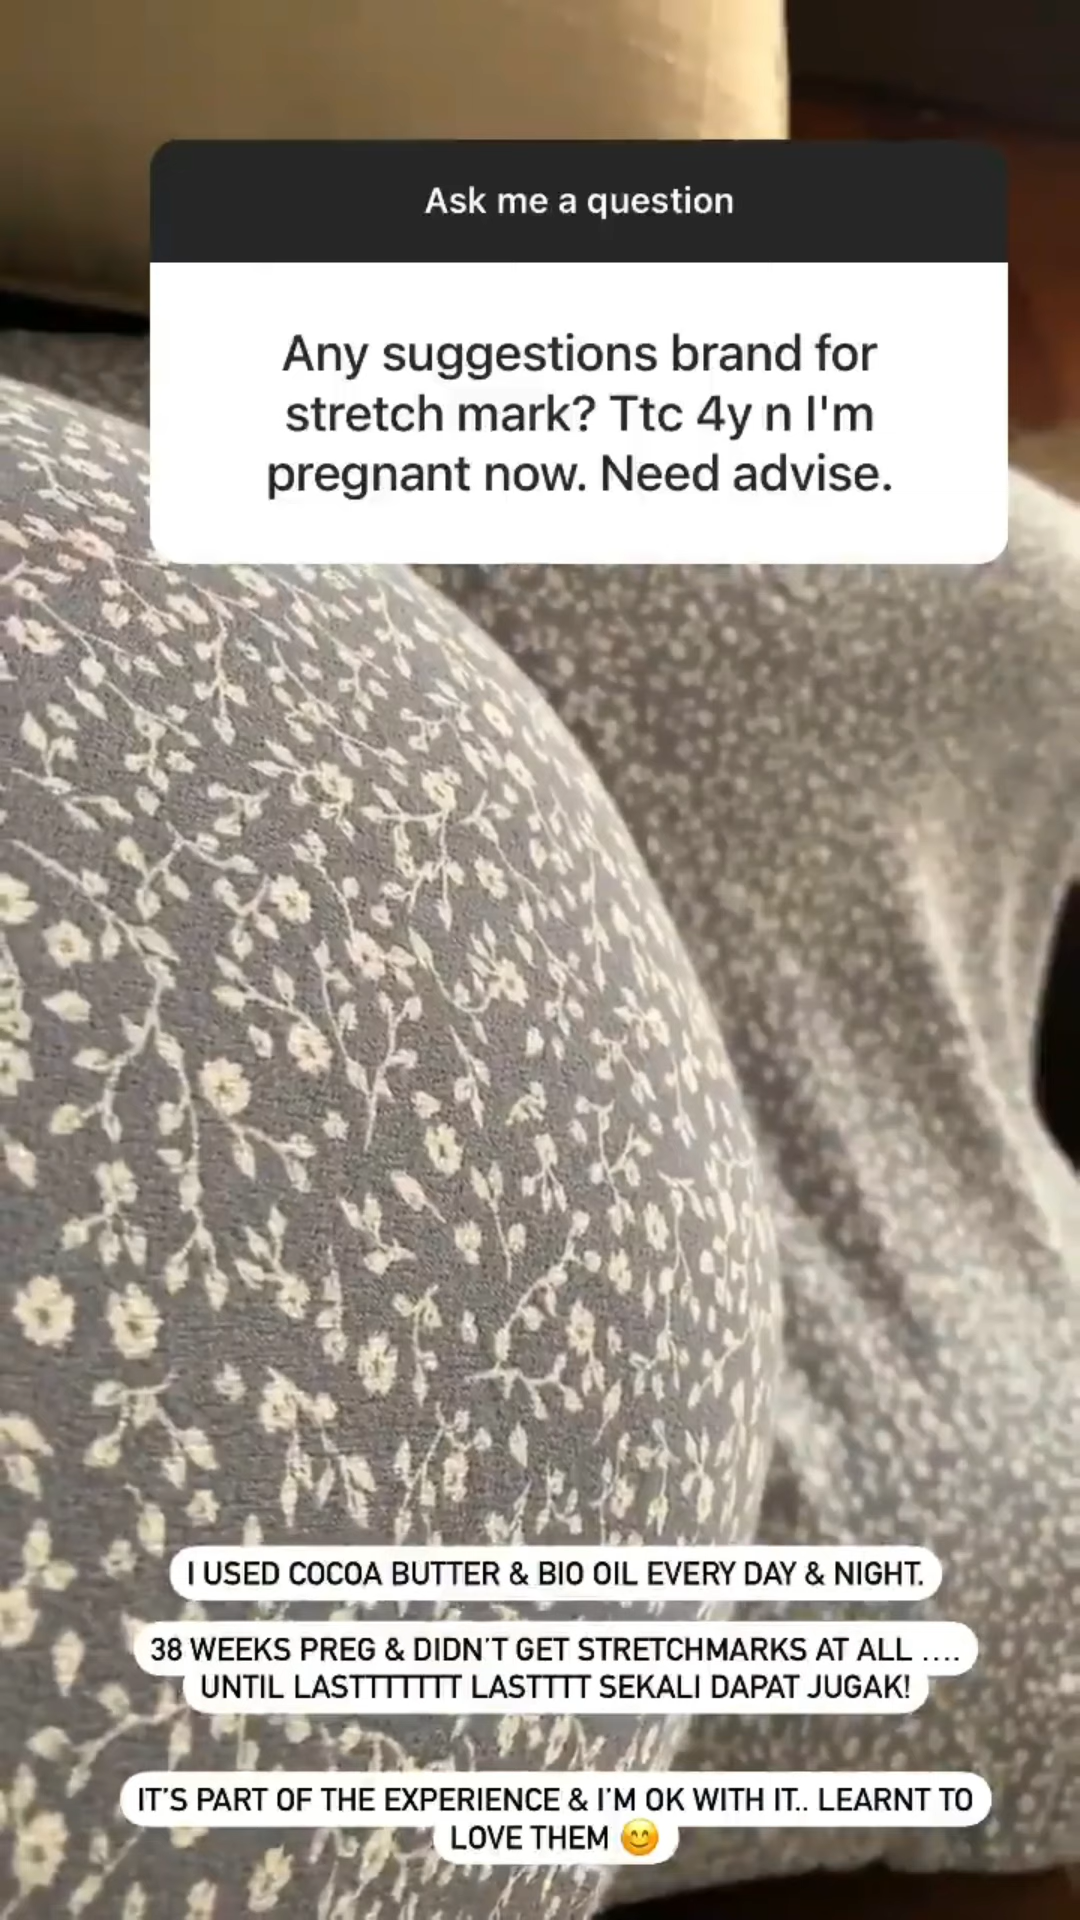 Ask me a question
Any suggestions brand for
stretch mark? Ttc 4y n I'm
pregnant now. Need advise.
I USED COCOA BUTTER & BIO OIL EVERY DAY & NIGHT.
38 WEEKS PREG & DIDN'T GET STRETCHMARKS AT ALL ....
UNTIL LASTTTTTTT LASTTTT SEKALI DAPAT JUGAK!
IT'S PART OF THE EXPERIENCE & I'M OK WITH IT.. LEARNT TO
LOVE THEM 😊